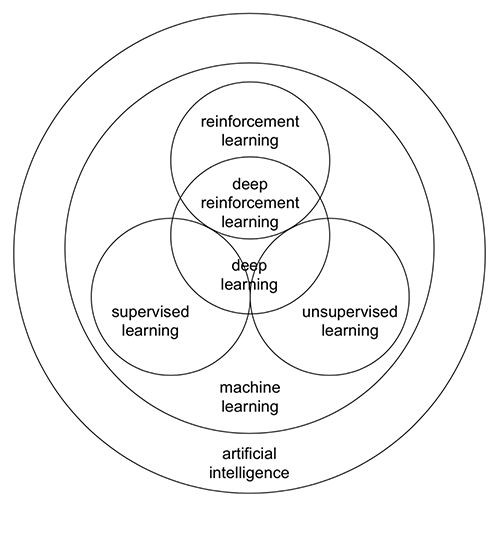 reinforcement
learning
deep
reinforcement
learning
deep
learning
supervised
learning
unsupervised
learning
machine
learning
artificial
intelligence